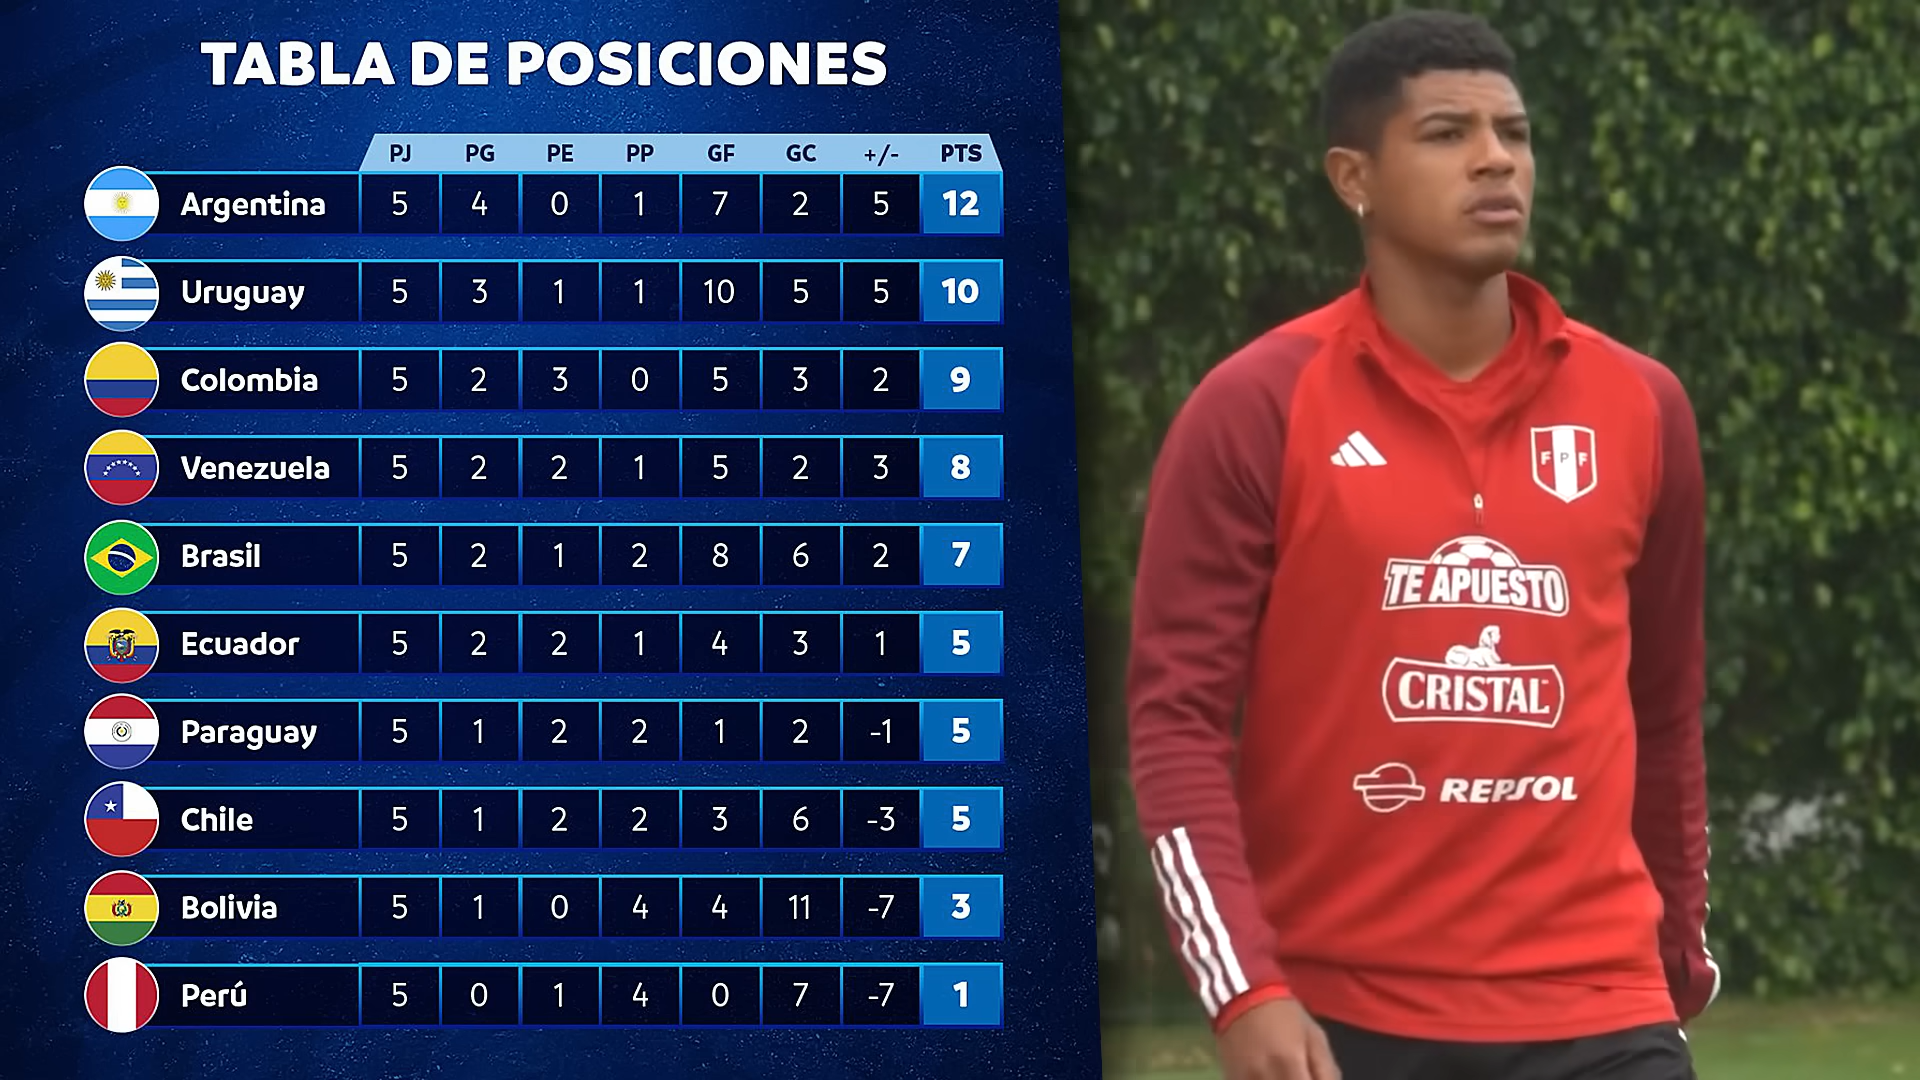 TABLA DE POSICIONES
PJ PG PE PP GF GC +/- PTS
Argentina 5 4 0 1 7 2 5 12
Uruguay 5 3 1 1 10 5 5 10
Colombia 5 2 3 0 5 3 2 9
Venezuela 5 2 2 1 5 2 3 8
Brasil 5 2 1 2 8 6 2 7
Ecuador 5 2 2 1 4 3 1 5
Paraguay 5 1 2 2 1 2 -1 5
Chile 5 1 2 2 3 6 -3 5
Bolivia 5 1 0 4 4 11 -7 3
Perú 5 0 1 4 0 7 -7 1
FPF
TE APUESTO
CRISTAL
REPSOL